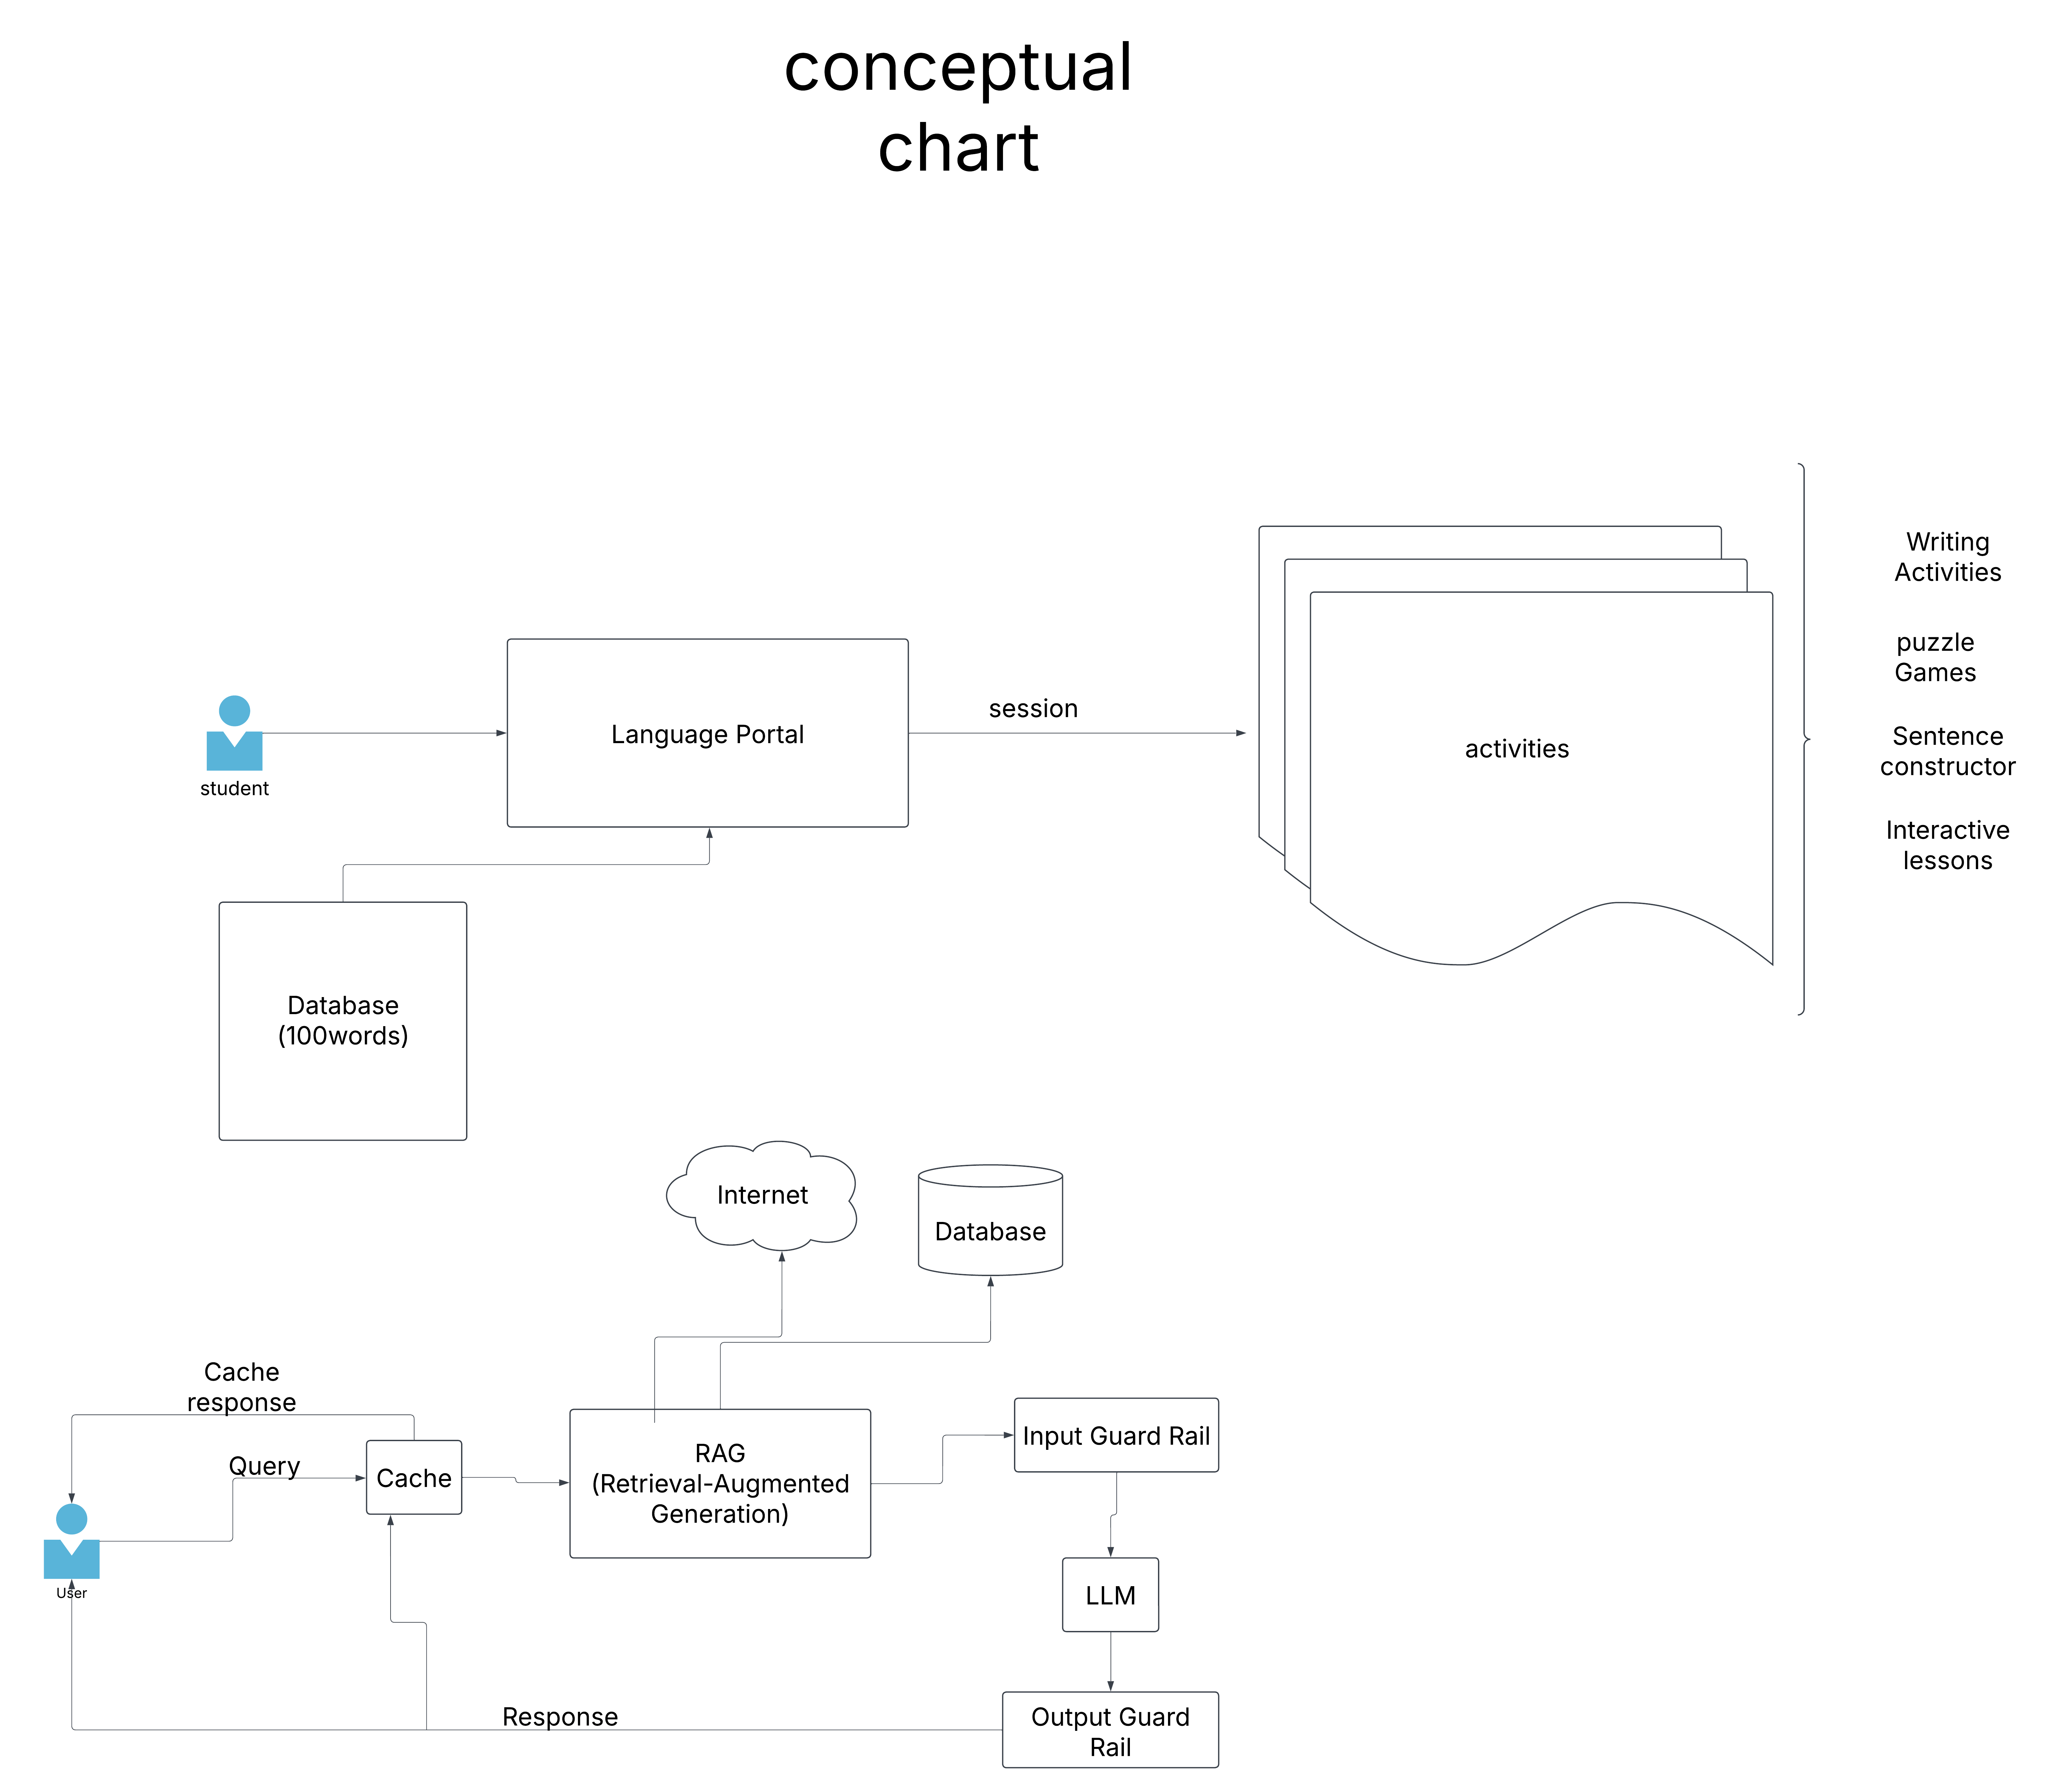 conceptual
chart
Writing
Activities
puzzle
Games
session
Language Portal
Sentence
constructor
activities
student
Interactive
lessons
Database
(100words)
Internet
Database
Cache
response
Input Guard Rail
RAG
(Retrieval-Augmented
Generation)
Query
Cache
User
LLM
Response
Output Guard
Rail